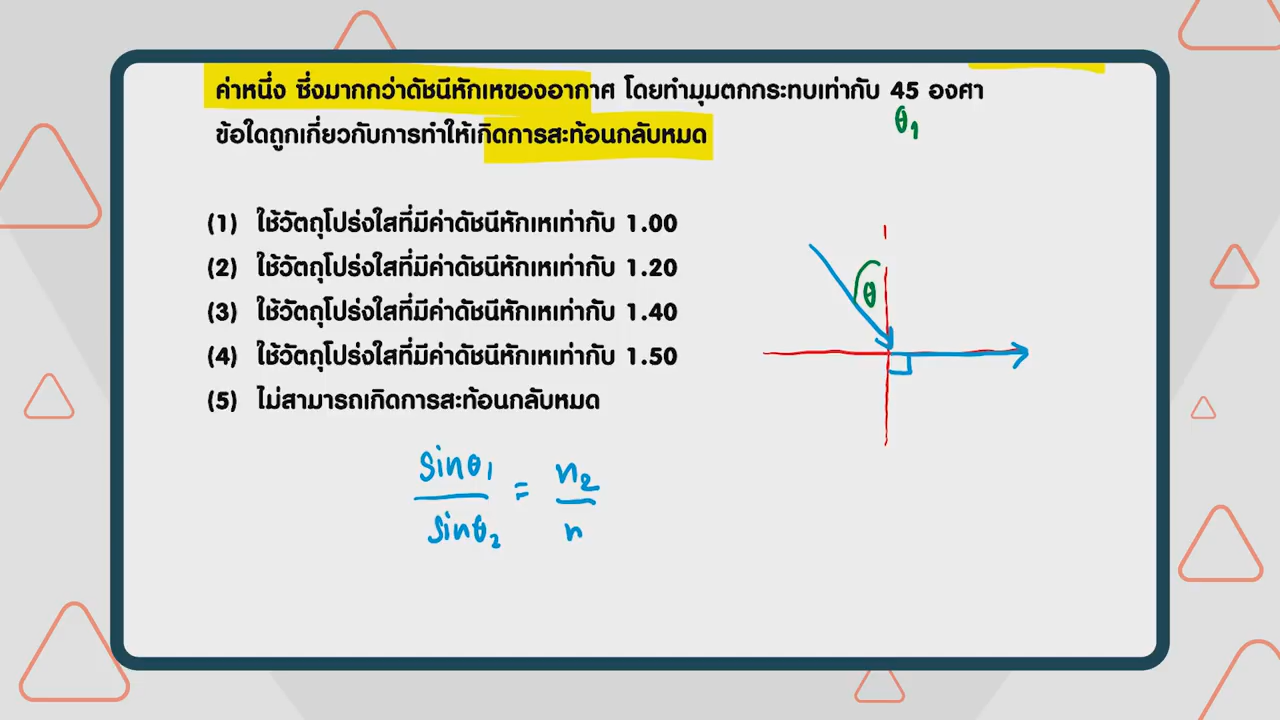 ค่าหนึ่ง ซึ่งมากกว่าดัชนีหักเหของอากาศ โดยทำมุมตกกระทบเท่ากับ 45 องศา
θ1
ข้อใดถูกเกี่ยวกับการทำให้เกิดการสะท้อนกลับหมด
(1) ใช้วัตถุโปร่งใสที่มีค่าดัชนีหักเหเท่ากับ 1.00
(2) ใช้วัตถุโปร่งใสที่มีค่าดัชนีหักเหเท่ากับ 1.20
(3) ใช้วัตถุโปร่งใสที่มีค่าดัชนีหักเหเท่ากับ 1.40
(4) ใช้วัตถุโปร่งใสที่มีค่าดัชนีหักเหเท่ากับ 1.50
(5) ไม่สามารถเกิดการสะท้อนกลับหมด
θ
sinθ1 / sinθ2 = n2 / n